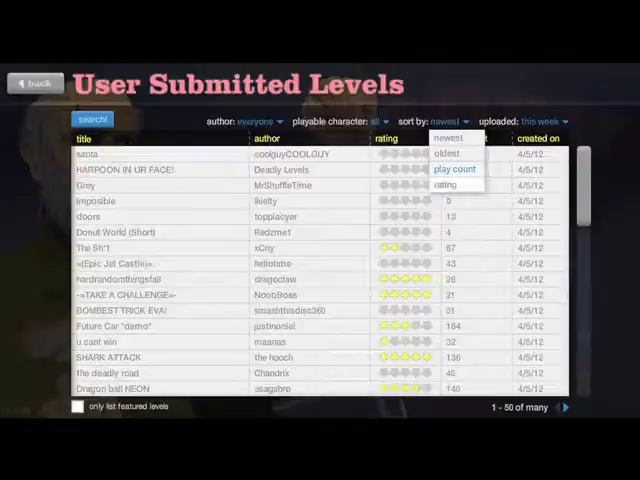 back
User Submitted Levels
search!
author: everyone playable character: all sort by: newest uploaded: this week
title author rating created on
newest
oldest
play count
rating
santa coolguyCOOLGUY 4/5/12
HARPOON IN UR FACE! Deadly Levels 4/5/12
Grey MrShuffleTime 4/5/12
Imposible lkielty 4/5/12
doors topplacyer 13 4/5/12
Donut World (Short) Redzme1 4 4/5/12
The Sh*t xCriy 67 4/5/12
=(Epic Jet Castle)= hellotime 43 4/5/12
hardrandomthingsfall dragoclaw 26 4/5/12
-=TAKE A CHALLENGE=- NoobBoss 21 4/5/12
BOMBEST TRICK EVA! smashthisdisc360 31 4/5/12
Future Car "demo" justinoniel 184 4/5/12
u cant win maanas 32 4/5/12
SHARK ATTACK the hooch 136 4/5/12
the deadly road Chandrix 4/5/12
Dragon ball NEON asagabro 4/5/12
only list featured levels 1 - 50 of many